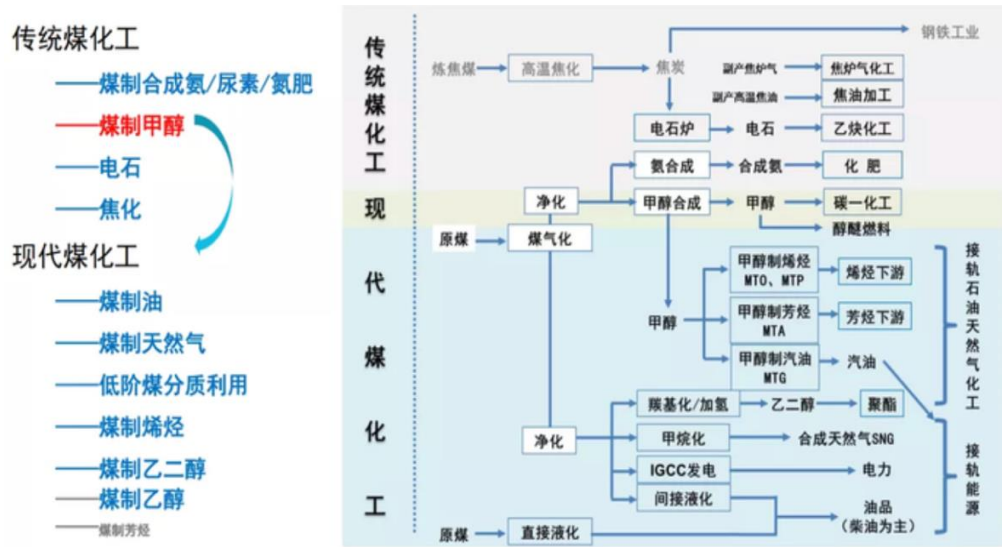 传统煤化工
煤制合成氨/尿素/氮肥
煤制甲醇
电石
焦化
现代煤化工
煤制油
煤制天然气
低阶煤分质利用
煤制烯烃
煤制乙二醇
煤制乙醇
煤制芳烃
传统煤化工
现代煤化工
钢铁工业
炼焦煤
高温焦化
焦炭
副产焦炉气
焦炉气化工
副产高温焦油
焦油加工
电石炉
电石
乙炔化工
氨合成
合成氨
化 肥
净化
甲醇合成
甲醇
碳一化工
醇醚燃料
原煤
煤气化
甲醇制烯烃
MTO、MTP
烯烃下游
甲醇
甲醇制芳烃
MTA
芳烃下游
甲醇制汽油
MTG
汽油
接轨石油天然气化工
羰基化/加氢
乙二醇
聚酯
净化
甲烷化
合成天然气SNG
IGCC发电
电力
间接液化
油品
(柴油为主)
原煤
直接液化
接轨能源